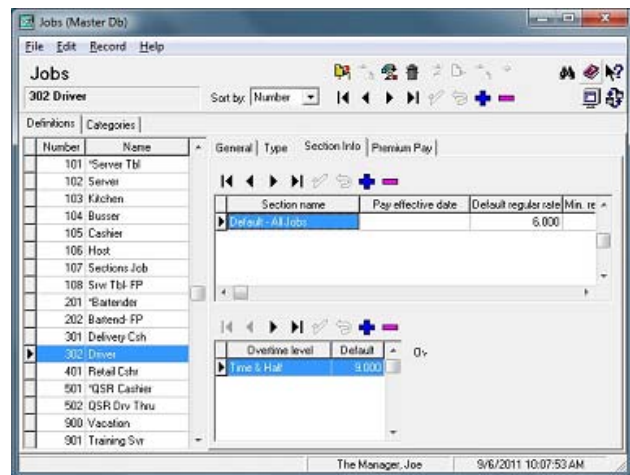 Jobs (Master Db)
File Edit Record Help
Jobs
302 Driver
Sort by: Number
Definitions Categories
Number Name
101 *Server Tbl
102 Server
103 Kitchen
104 Busser
105 Cashier
106 Host
107 Sections Job
108 Srv Tbl- FP
201 *Bartender
202 Bartend- FP
301 Delivery Csh
302 Driver
401 Retail Cshr
501 *QSR Cashier
502 QSR Drv Thru
900 Vacation
901 Training Svr
General Type Section Info Premium Pay
Section name Pay effective date Default regular rate Min. re
Default - All Jobs 6.000
Overtime level Default
Time & Half 9.000
Ov
The Manager, Joe 9/6/2011 10:07:53 AM